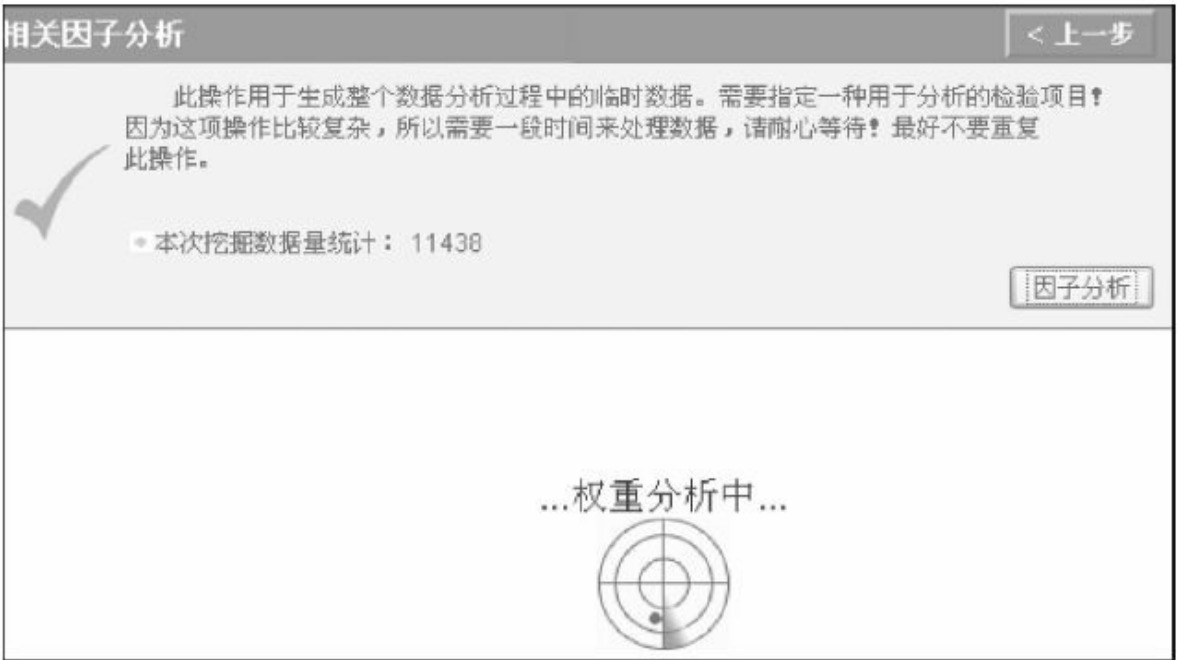 相关因子分析
< 上一步
此操作用于生成整个数据分析过程中的临时数据。需要指定一种用于分析的检验项目！
因为这项操作比较复杂，所以需要一段时间来处理数据，请耐心等待！最好不要重复
此操作。
本次挖掘数据量统计： 11438
因子分析
...权重分析中...